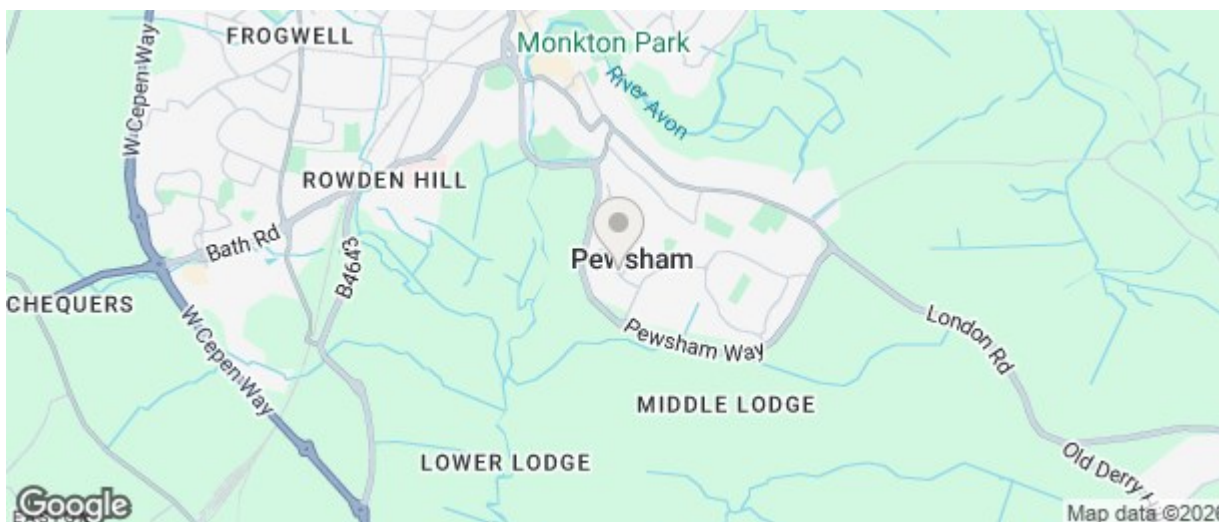 FROGWELL
Monkton Park
W Cepen Way
River Avon
ROWDEN HILL
Bath Rd
B4643
Pewsham
CHEQUERS
W Cepen Way
Pewsham Way
London Rd
MIDDLE LODGE
LOWER LODGE
Old Derry
Google
Map data ©2026